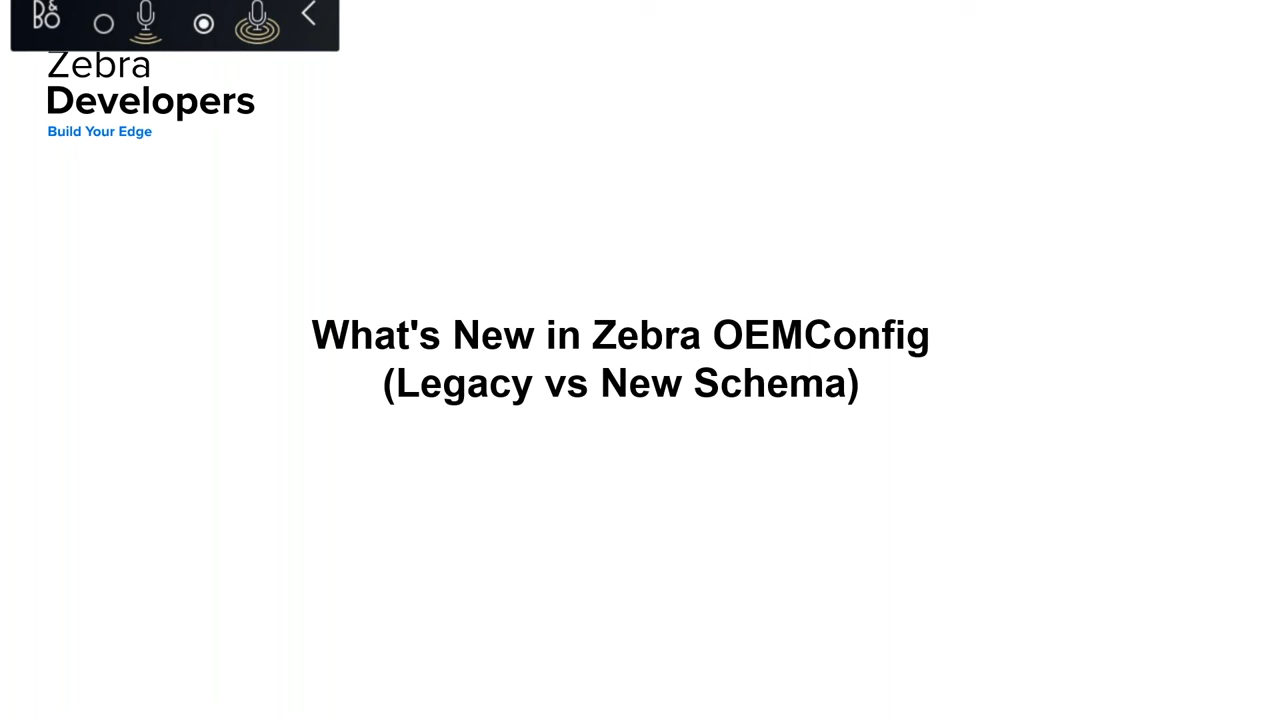 B&O
Zebra
Developers
Build Your Edge
What's New in Zebra OEMConfig
(Legacy vs New Schema)